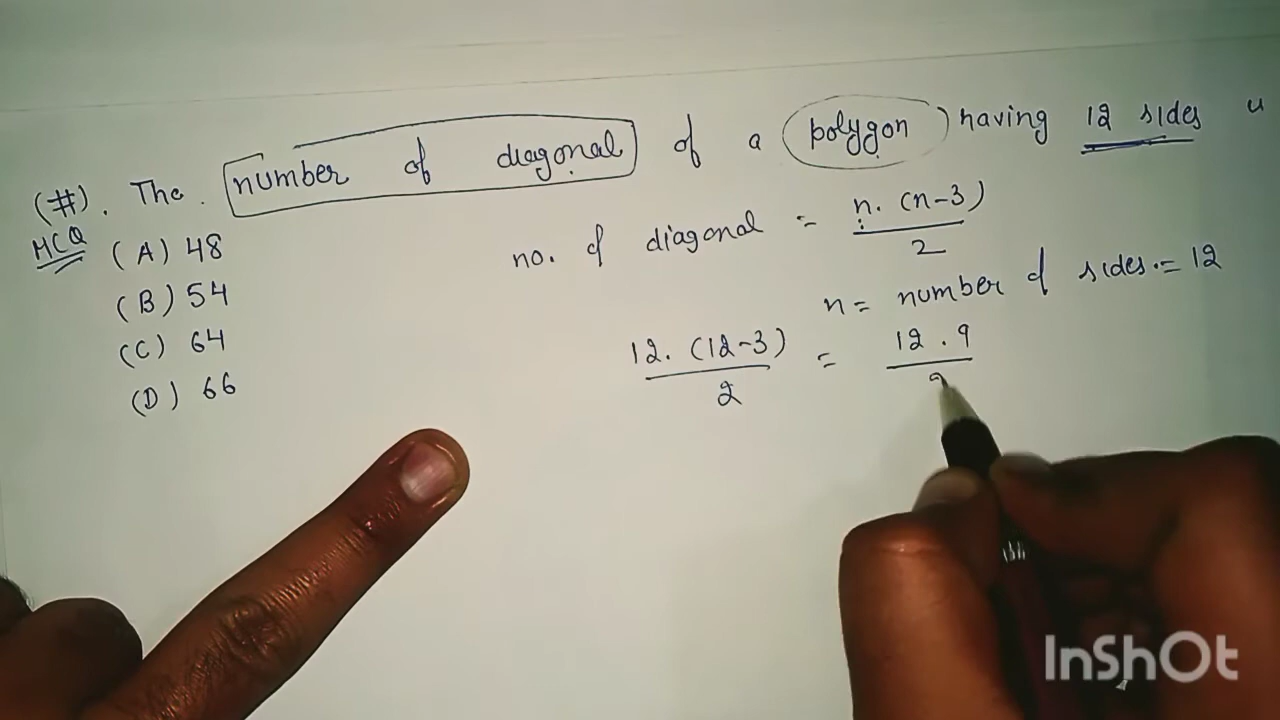 (#). The number of diagonal of a polygon having 12 sides
MCQ
(A) 48
(B) 54
(C) 64
(D) 66
no. of diagonal = n. (n-3)
2
n = number of sides. = 12
12. (12-3) = 12 . 9
2
InShOt